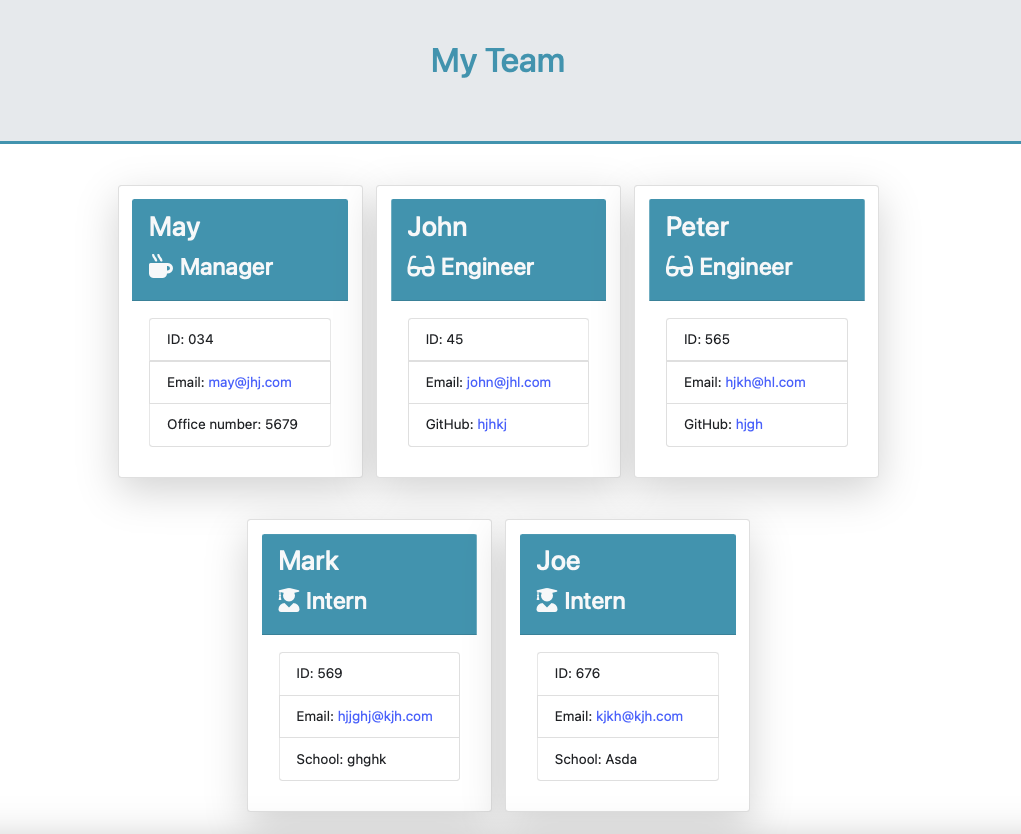 My Team
May
Manager
ID: 034
Email: may@jhj.com
Office number: 5679
John
Engineer
ID: 45
Email: john@jhl.com
GitHub: hjhkj
Peter
Engineer
ID: 565
Email: hjkh@hl.com
GitHub: hjgh
Mark
Intern
ID: 569
Email: hjjghj@kjh.com
School: ghghk
Joe
Intern
ID: 676
Email: kjkh@kjh.com
School: Asda